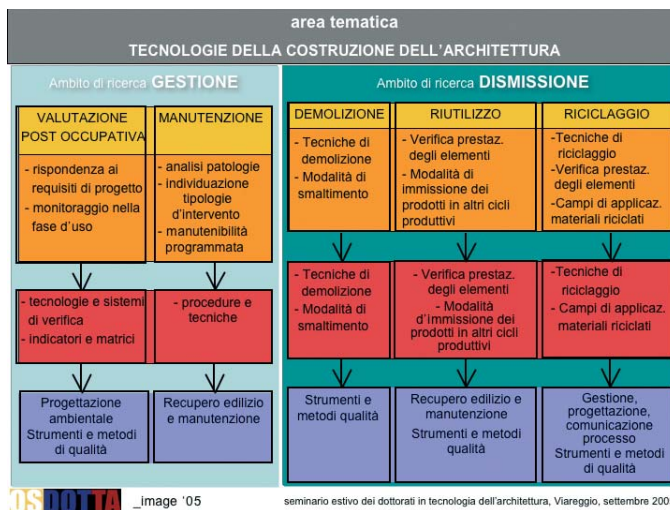 area tematica
TECNOLOGIE DELLA COSTRUZIONE DELL'ARCHITETTURA
Ambito di ricerca GESTIONE
VALUTAZIONE
POST OCCUPATIVA
- rispondenza ai
requisiti di progetto
- monitoraggio nella
fase d'uso
- tecnologie e sistemi
di verifica
- indicatori e matrici
Progettazione
ambientale
Strumenti e metodi
di qualità
MANUTENZIONE
- analisi patologie
- individuazione
tipologie
d'intervento
- manutenibilità
programmata
- procedure e
tecniche
Recupero edilizio
e manutenzione
Ambito di ricerca DISMISSIONE
DEMOLIZIONE
- Tecniche di
demolizione
- Modalità di
smaltimento
- Tecniche di
demolizione
- Modalità di
smaltimento
Strumenti e
metodi qualità
RIUTILIZZO
- Verifica prestaz.
degli elementi
- Modalità di
immissione dei
prodotti in altri cicli
produttivi
- Verifica prestaz.
degli elementi
- Modalità
d'immissione dei
prodotti in altri cicli
produttivi
Recupero edilizio e
manutenzione
Strumenti e metodi
qualità
RICICLAGGIO
-Tecniche di
riciclaggio
-Verifica prestaz.
degli elementi
-Campi di applicaz.
materiali riciclati
-Tecniche di
riciclaggio
- Campi di applicaz.
materiali riciclati
Gestione,
progettazione,
comunicazione
processo
Strumenti e metodi
di qualità
OSDOTTA _image '05
seminario estivo dei dottorati in tecnologia dell'architettura, Viareggio, settembre 200